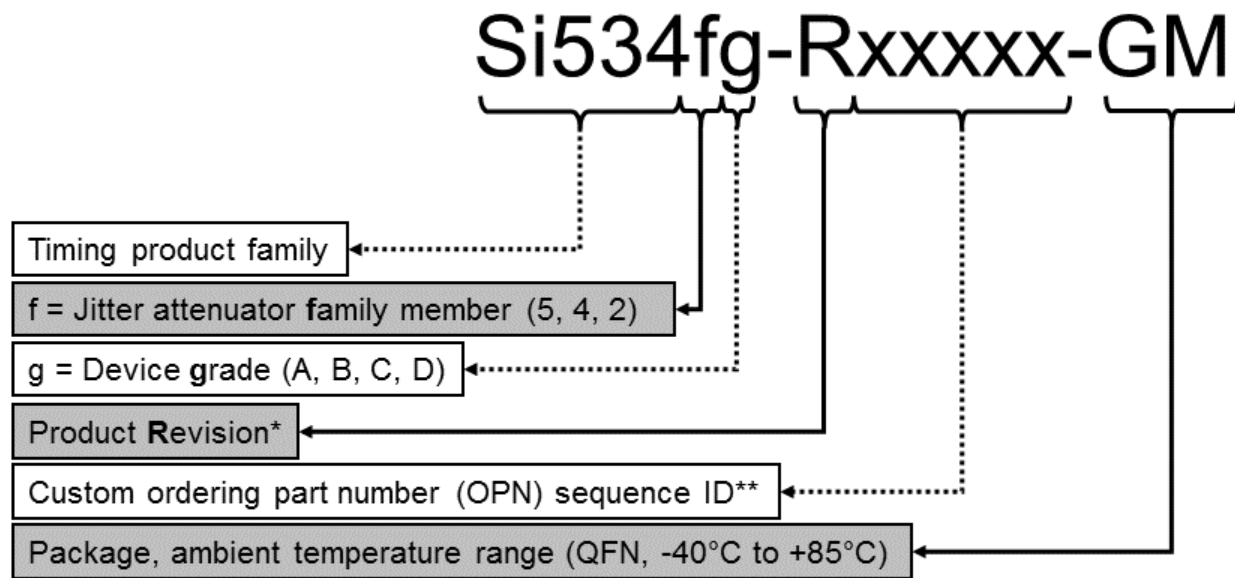 Si534fg-Rxxxxx-GM
Timing product family
f = Jitter attenuator family member (5, 4, 2)
g = Device grade (A, B, C, D)
Product Revision*
Custom ordering part number (OPN) sequence ID**
Package, ambient temperature range (QFN, -40°C to +85°C)